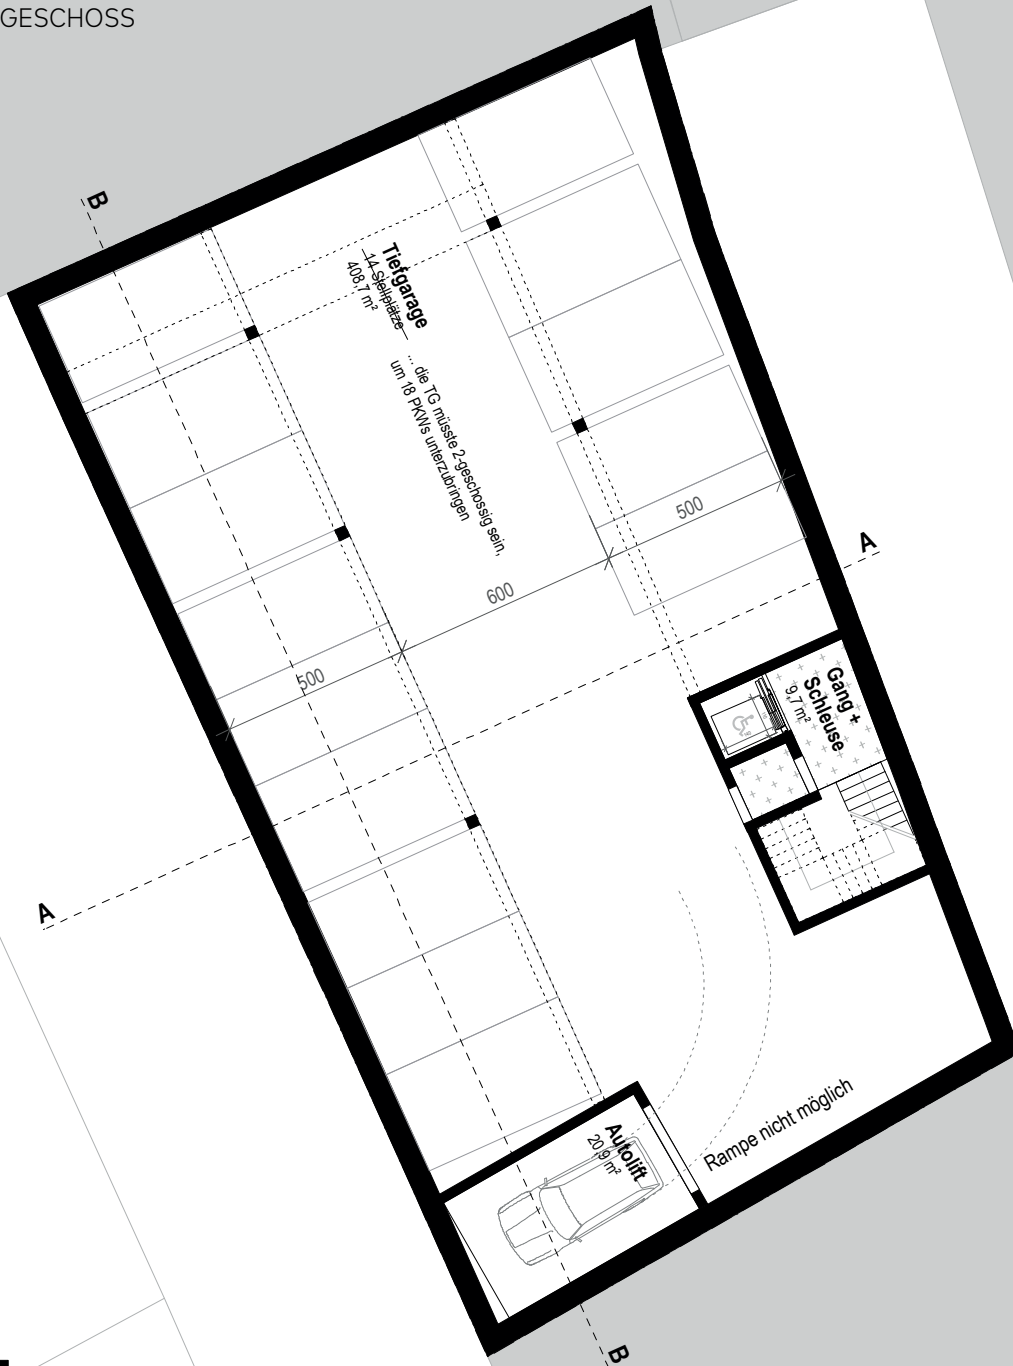 GESCHOSS
B
Tiefgarage
14 Stellplätze
408,7 m²
... die TG müsste 2-geschossig sein,
um 18 PKWs unterzubringen
500
A
600
500
Gang +
Schleuse
9,7 m²
A
Rampe nicht möglich
Autolift
20,9 m²
B